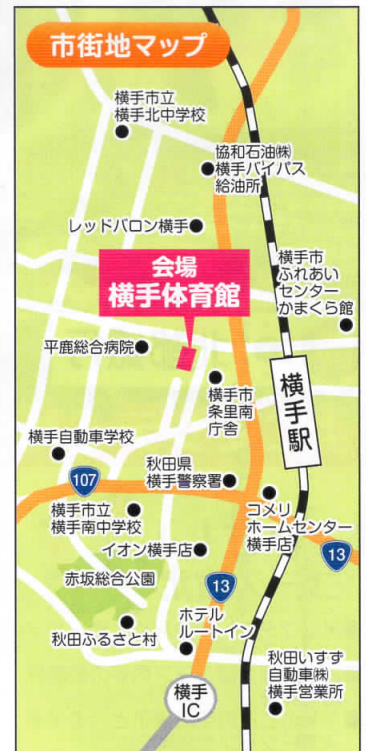 市街地マップ
横手市立
横手北中学校
協和石油㈱
横手バイパス
給油所
レッドバロン横手
会場
横手体育館
横手市
ふれあい
センター
かまくら館
平鹿総合病院
横手市
条里南
庁舎
横手駅
横手自動車学校
秋田県
横手警察署
107
横手市立
横手南中学校
コメリ
ホームセンター
横手店
イオン横手店
13
赤坂総合公園
13
ホテル
ルートイン
秋田ふるさと村
秋田いすゞ
自動車㈱
横手営業所
横手
IC